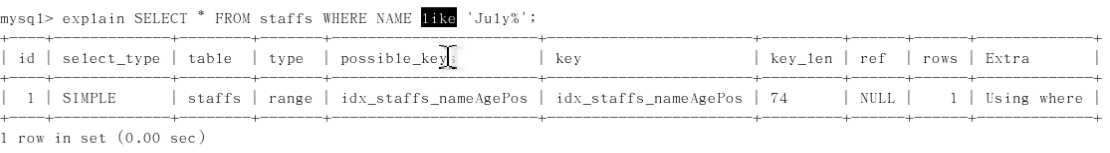 mysql> explain SELECT * FROM staffs WHERE NAME like 'July%';
+----+-------------+--------+-------+-----------------------+-----------------------+---------+------+------+-------------+
| id | select_type | table | type | possible_keys | key | key_len | ref | rows | Extra |
+----+-------------+--------+-------+-----------------------+-----------------------+---------+------+------+-------------+
| 1 | SIMPLE | staffs | range | idx_staffs_nameAgePos | idx_staffs_nameAgePos | 74 | NULL | 1 | Using where |
+----+-------------+--------+-------+-----------------------+-----------------------+---------+------+------+-------------+
1 row in set (0.00 sec)